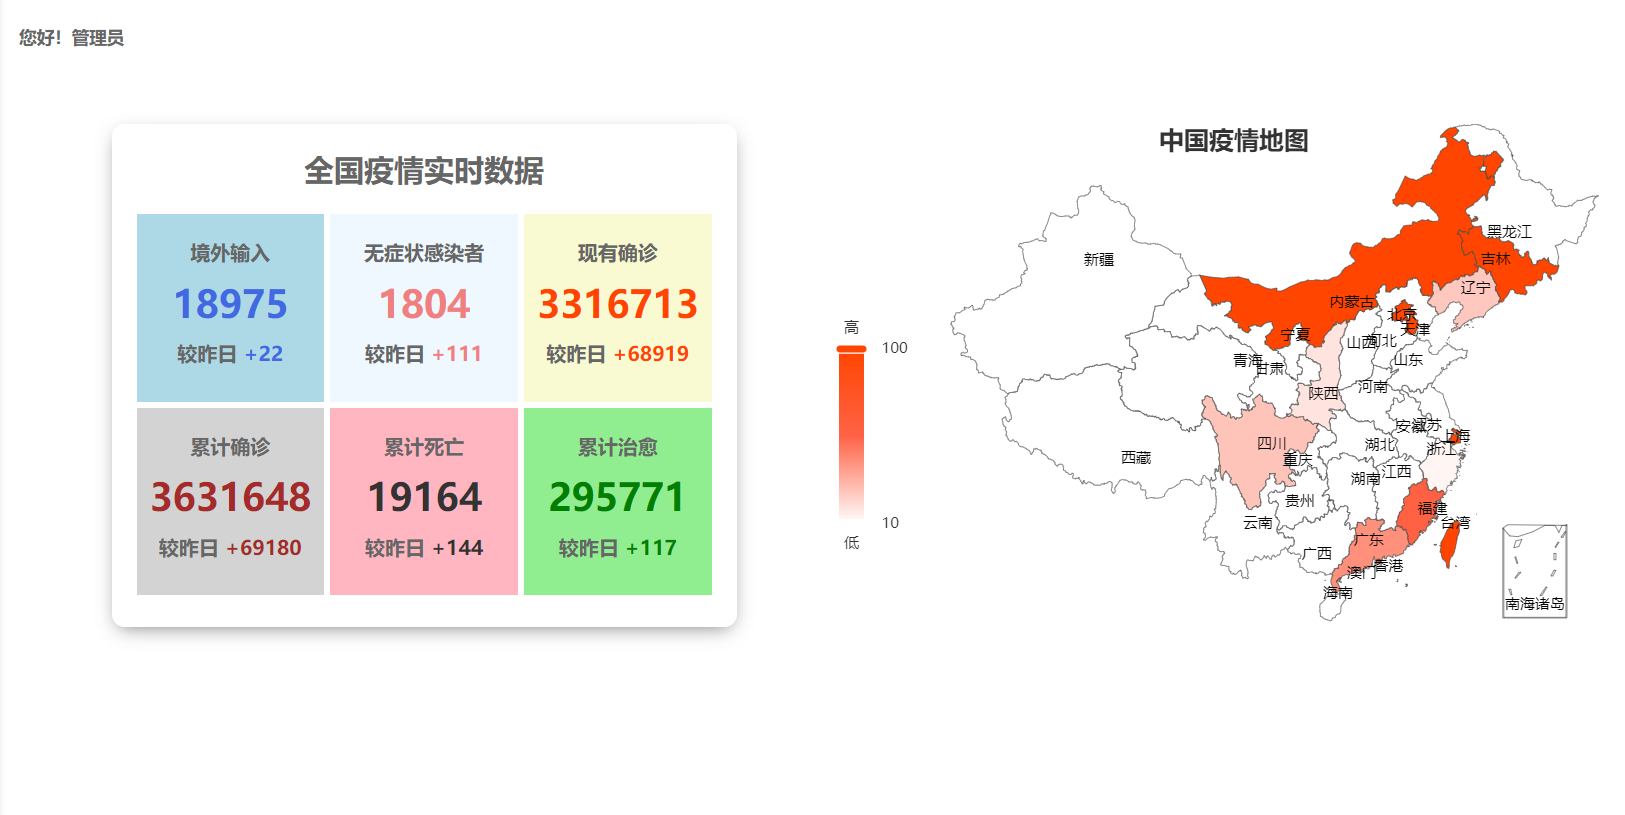 您好！管理员
全国疫情实时数据
境外输入
18975
较昨日 +22
无症状感染者
1804
较昨日 +111
现有确诊
3316713
较昨日 +68919
累计确诊
3631648
较昨日 +69180
累计死亡
19164
较昨日 +144
累计治愈
295771
较昨日 +117
中国疫情地图
高
100
10
低
黑龙江
吉林
辽宁
新疆
内蒙古
北京
天津
宁夏
山西
河北
青海
甘肃
山东
陕西
河南
安徽
江苏
上海
四川
湖北
浙江
西藏
重庆
湖南
江西
贵州
福建
云南
台湾
广东
广西
香港
澳门
海南
南海诸岛